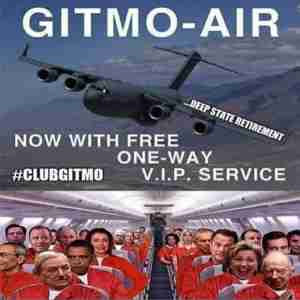 GITMO-AIR
...DEEP STATE RETIREMENT
NOW WITH FREE
ONE-WAY
#CLUBGITMO V.I.P. SERVICE